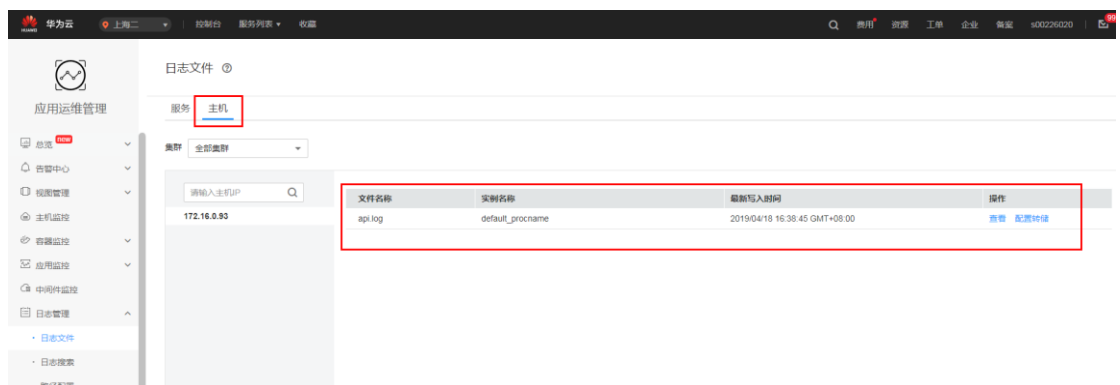 HUAWEI 华为云 上海二 控制台 服务列表 收藏 费用 资源 工单 企业 备案 s00226020 99
应用运维管理
总览 new
告警中心
视图管理
主机监控
容器监控
应用监控
中间件监控
日志管理
· 日志文件
· 日志搜索
日志文件
服务 主机
集群 全部集群
请输入主机IP
172.16.0.93
文件名称 实例名称 最新写入时间 操作
api.log default_procname 2019/04/18 16:38:45 GMT+08:00 查看 配置转储